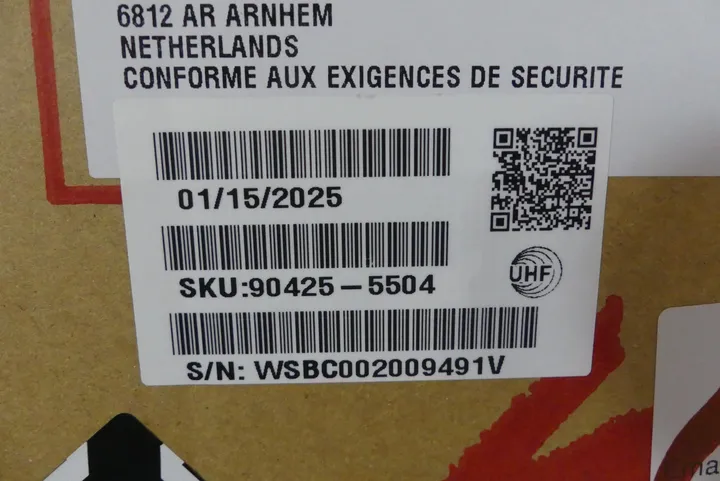 6812 AR ARNHEM
NETHERLANDS
CONFORME AUX EXIGENCES DE SECURITE
01/15/2025
SKU:90425-5504
UHF
S/N: WSBC002009491V